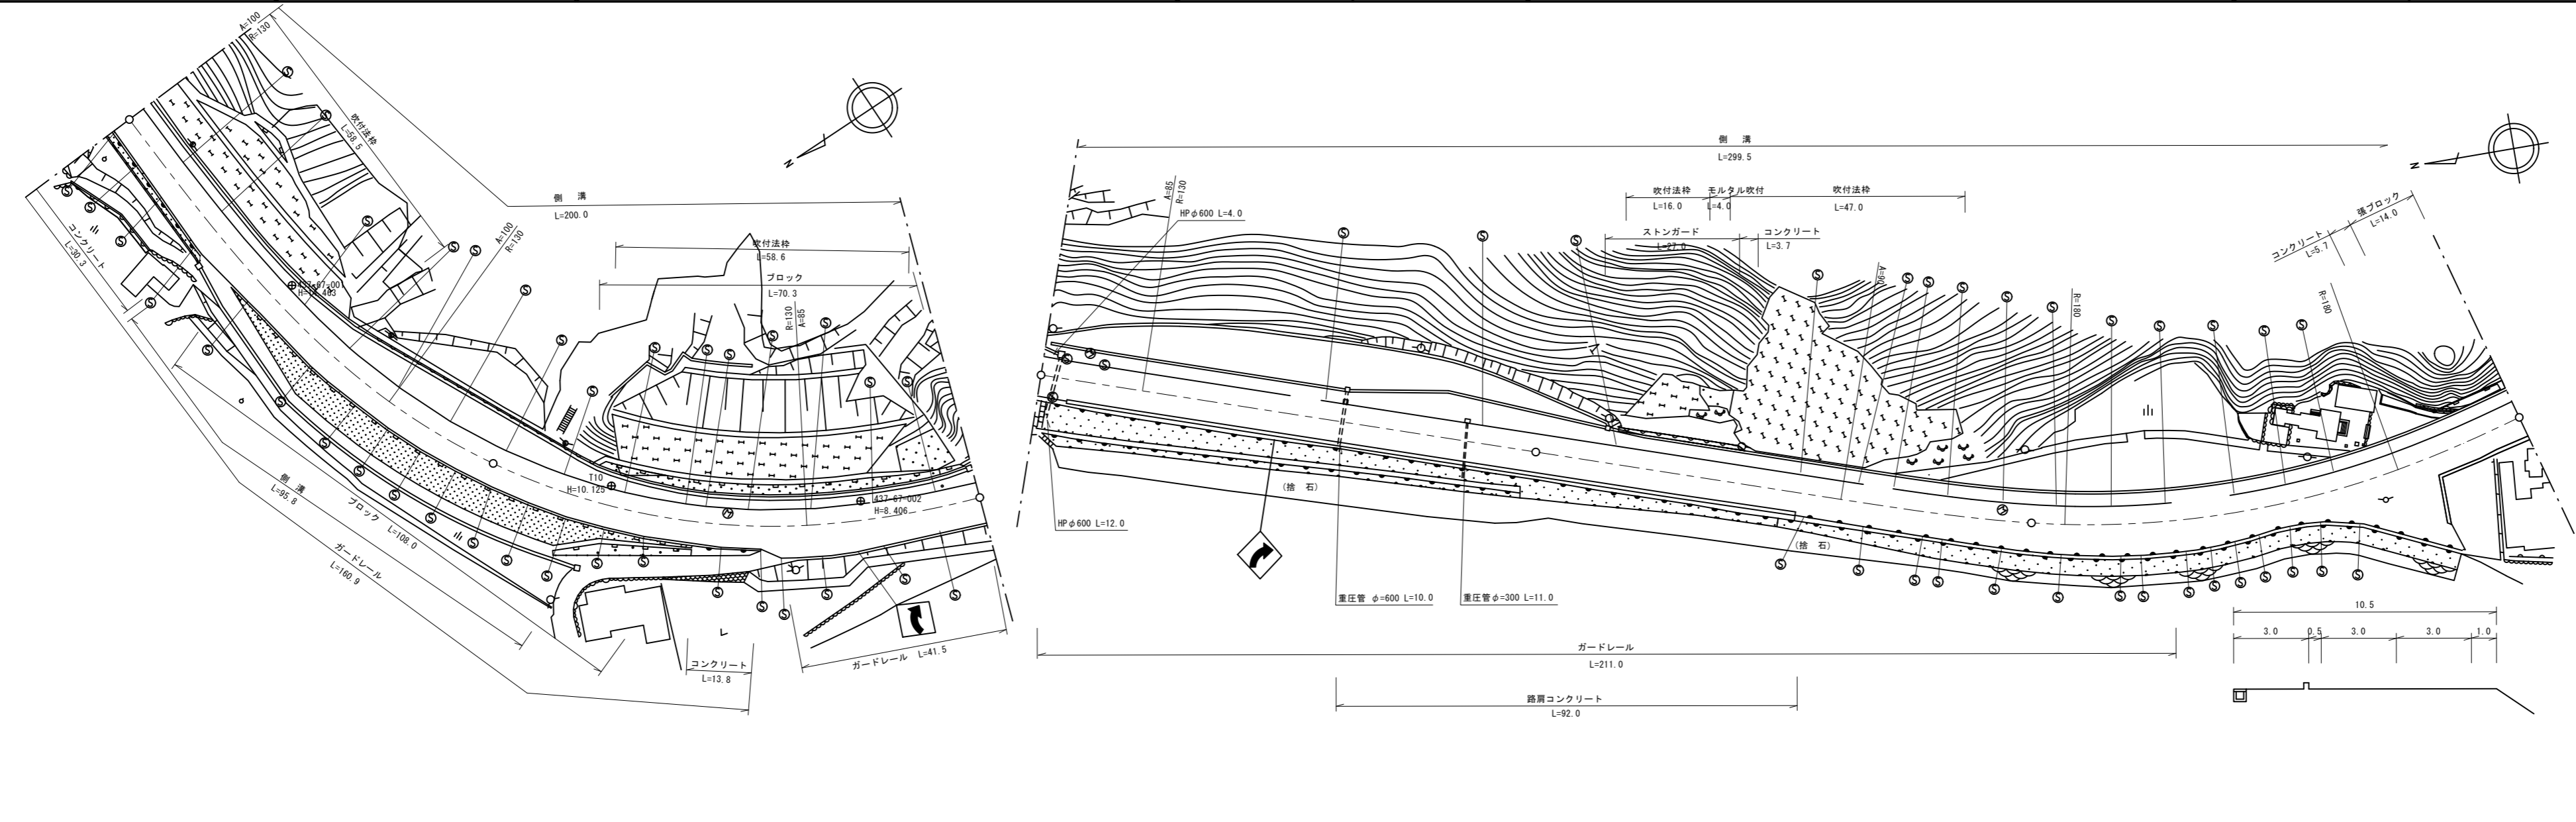 A=100
R=130
吹付法枠
L=58.5
コンクリート
L=30.3
437-67-001
側　溝
L=200.0
A=100
R=130
吹付法枠
L=58.6
ブロック
L=70.3
R=130
A=85
T10
H=10.125
437-67-002
H=8.406
側　溝
L=95.8
ブロック　L=108.0
ガードレール
L=160.9
コンクリート
L=13.8
ガードレール　L=41.5
N
側　溝
L=299.5
A=85
R=130
HPφ600 L=4.0
吹付法枠
L=16.0
モルタル吹付
L=4.0
吹付法枠
L=47.0
ストンガード
L=27.0
コンクリート
L=3.7
A=90
R=180
コンクリート
L=5.7
張ブロック
L=14.0
R=180
N
(捨　石)
(捨　石)
HPφ600 L=12.0
重圧管　φ=600 L=10.0
重圧管φ=300 L=11.0
ガードレール
L=211.0
路肩コンクリート
L=92.0
10.5
3.0
0.5
3.0
3.0
1.0